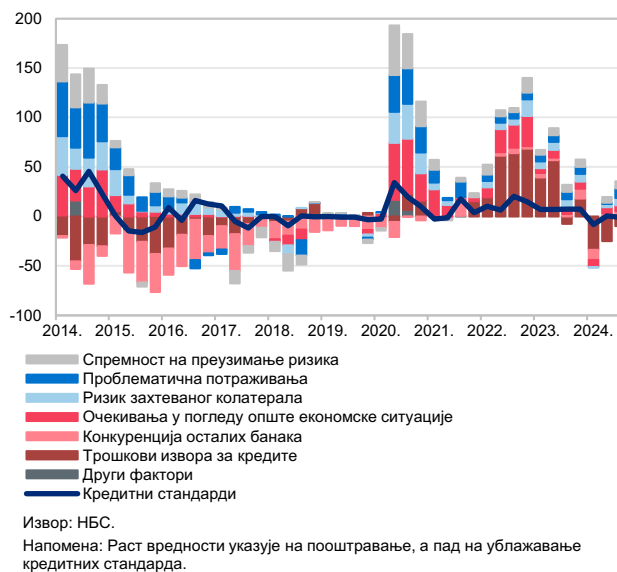 200
150
100
50
0
-50
-100
2014. 2015. 2016. 2017. 2018. 2019. 2020. 2021. 2022. 2023. 2024.
Спремност на преузимање ризика
Проблематична потраживања
Ризик захтеваног колатерала
Очекивања у погледу опште економске ситуације
Конкуренција осталих банака
Трошкови извора за кредите
Други фактори
Кредитни стандарди
Извор: НБС.
Напомена: Раст вредности указује на пооштравање, а пад на ублажавање
кредитних стандарда.